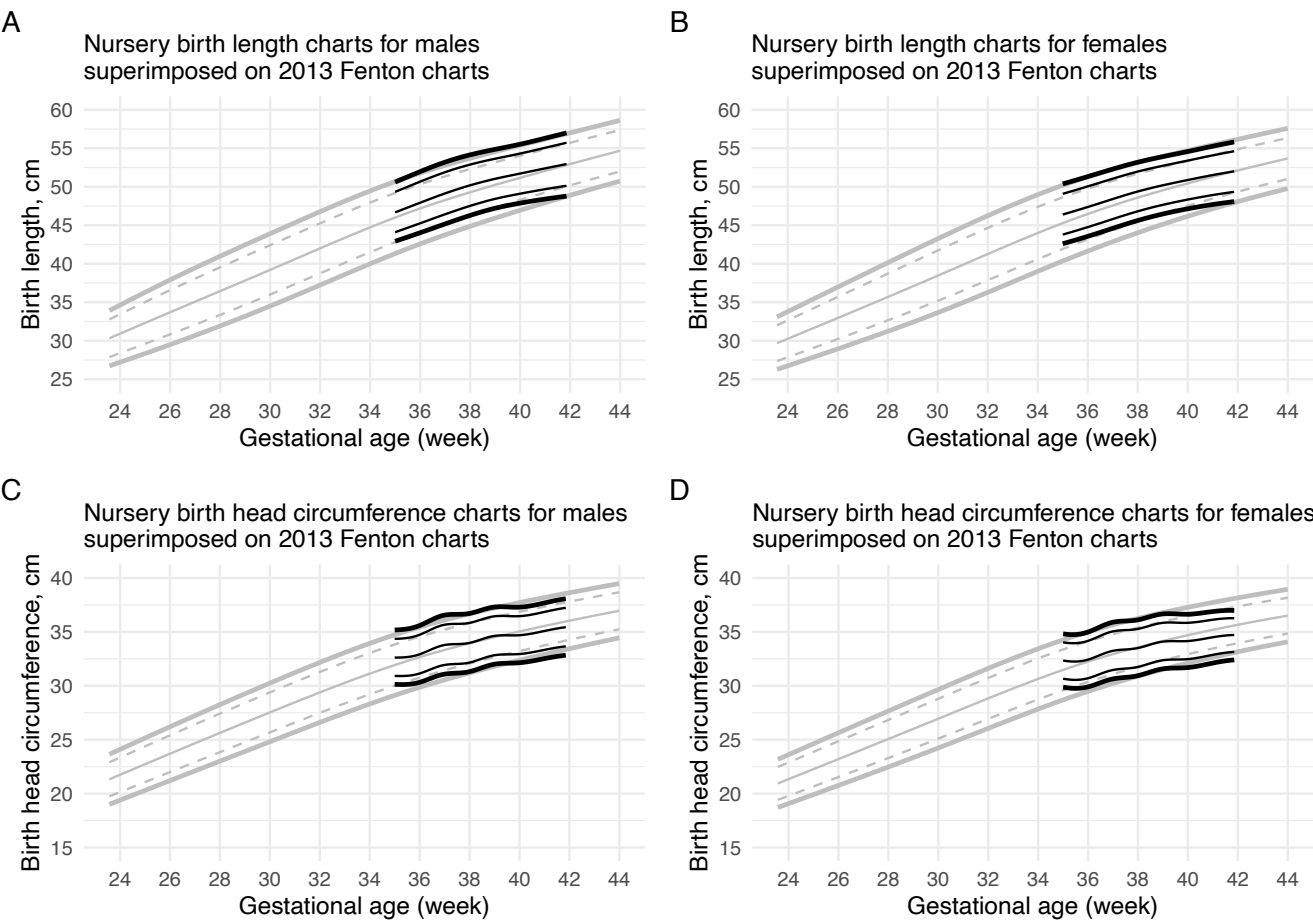 A
Nursery birth length charts for males
superimposed on 2013 Fenton charts
60
55
50
45
40
35
30
25
Birth length, cm
24 26 28 30 32 34 36 38 40 42 44
Gestational age (week)
B
Nursery birth length charts for females
superimposed on 2013 Fenton charts
60
55
50
45
40
35
30
25
Birth length, cm
24 26 28 30 32 34 36 38 40 42 44
Gestational age (week)
C
Nursery birth head circumference charts for males
superimposed on 2013 Fenton charts
40
35
30
25
20
15
Birth head circumference, cm
24 26 28 30 32 34 36 38 40 42 44
Gestational age (week)
D
Nursery birth head circumference charts for females
superimposed on 2013 Fenton charts
40
35
30
25
20
15
Birth head circumference, cm
24 26 28 30 32 34 36 38 40 42 44
Gestational age (week)